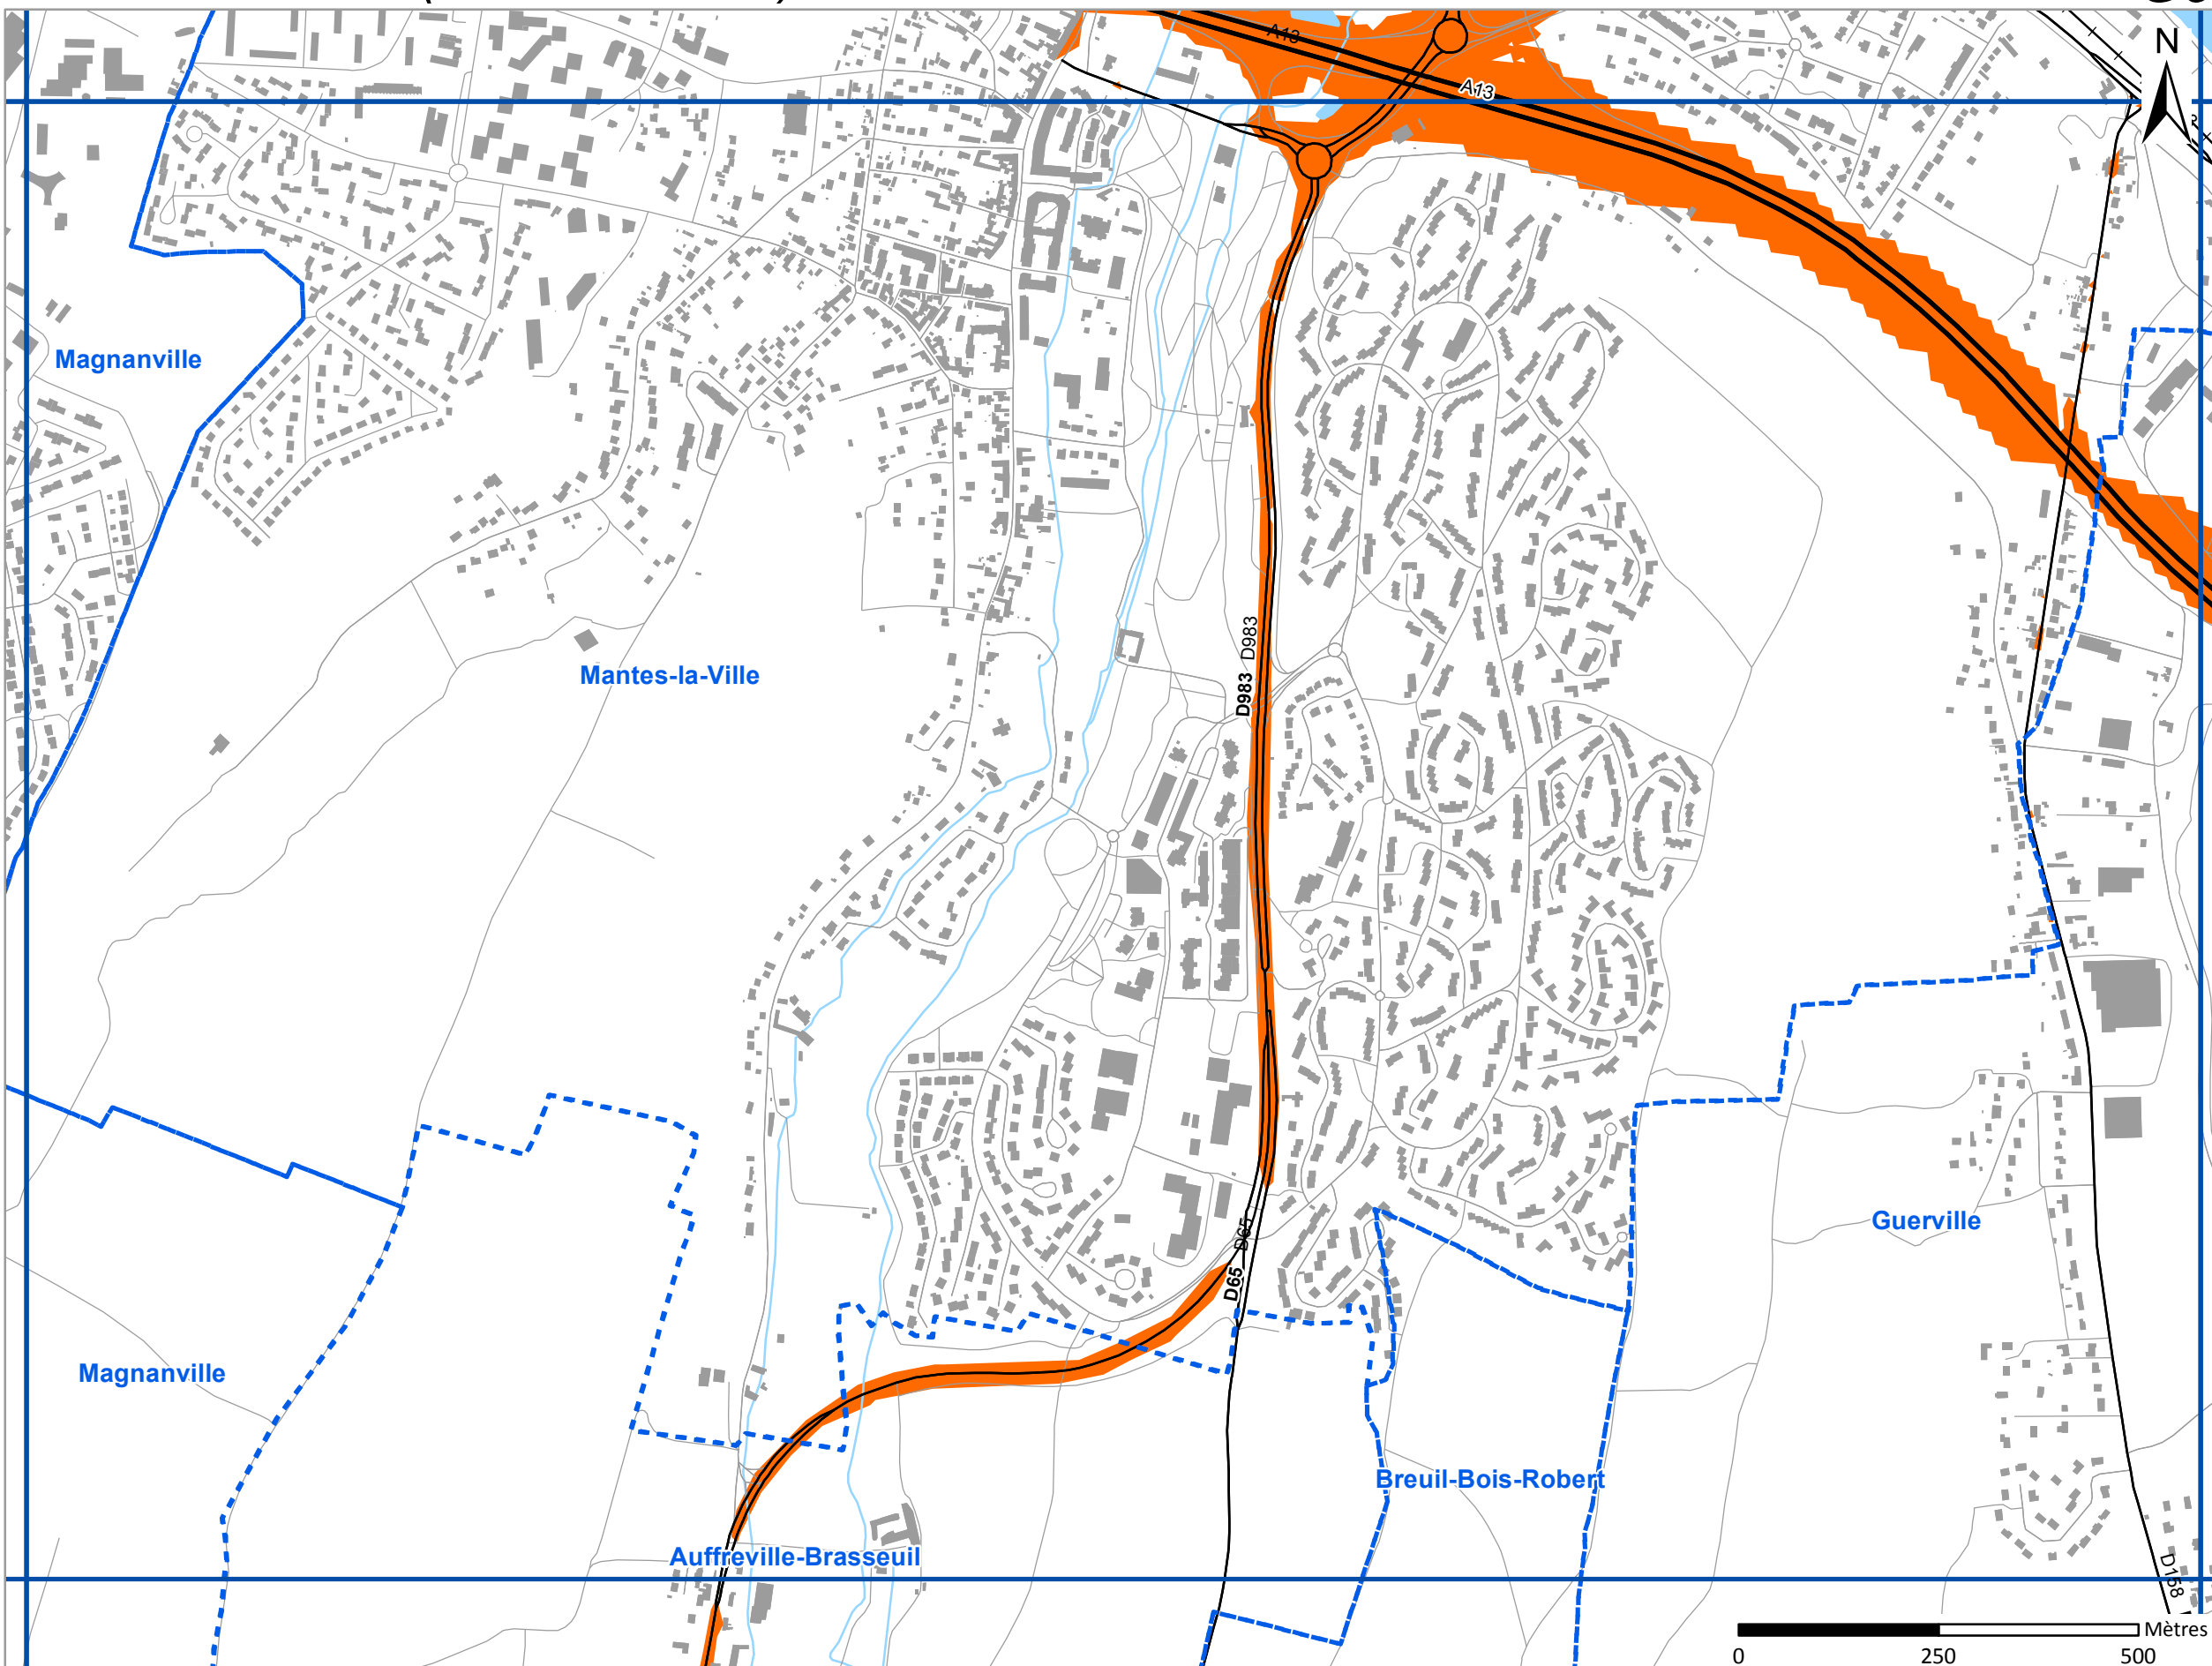 A13
N
A13
Magnanville
D983
Mantes-la-Ville
D983
Guerville
D65
D65
Magnanville
Breuil-Bois-Robert
Auffreville-Brasseuil
D158
Mètres
0 250 500